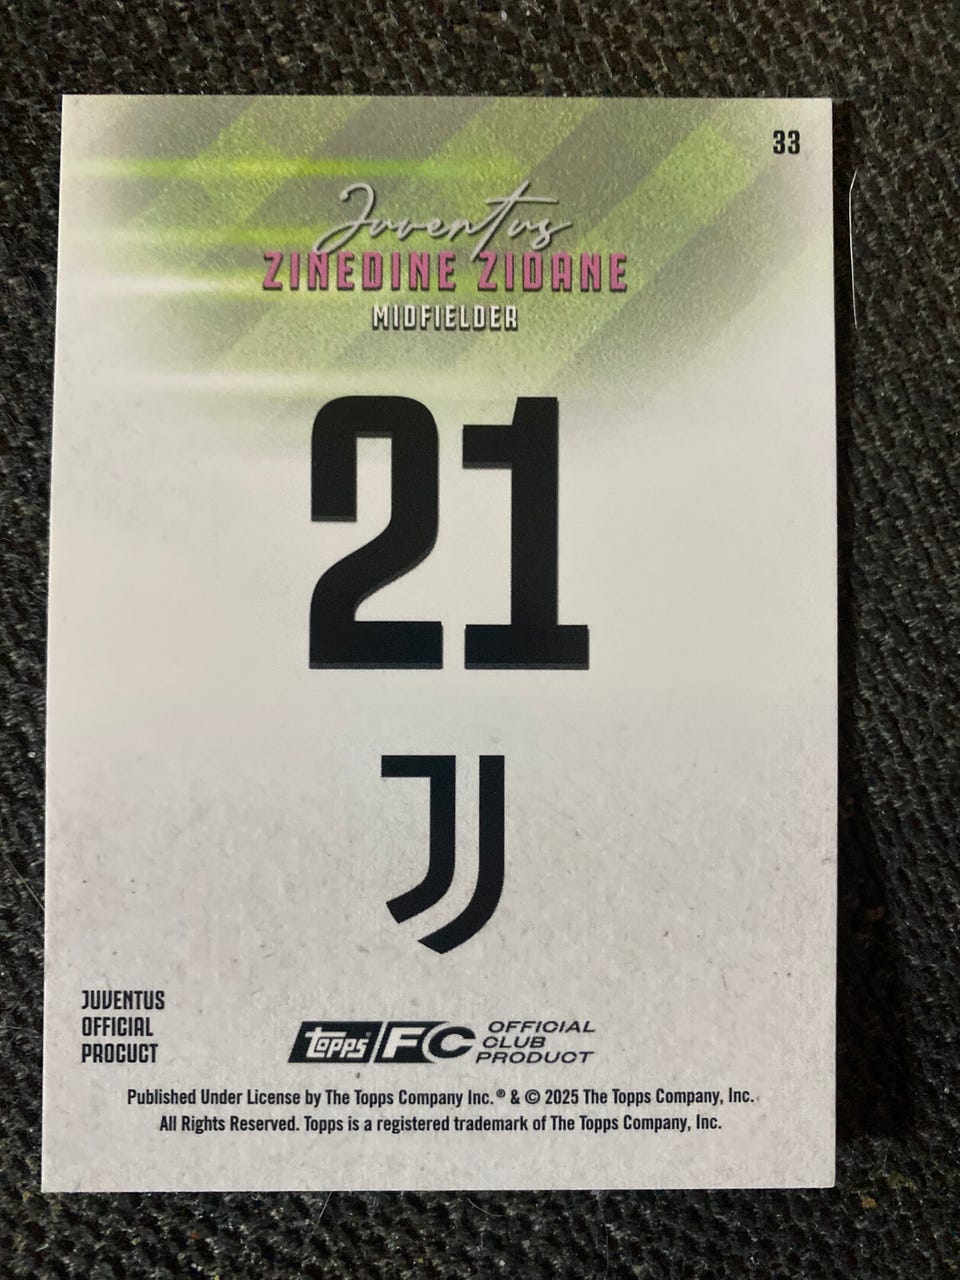 33
Juventus
ZINEDINE ZIDANE
MIDFIELDER
21
JJ
JUVENTUS
OFFICIAL
PROCUCT
Topps FC
OFFICIAL
CLUB
PRODUCT
Published Under License by The Topps Company Inc.® & © 2025 The Topps Company, Inc.
All Rights Reserved. Topps is a registered trademark of The Topps Company, Inc.